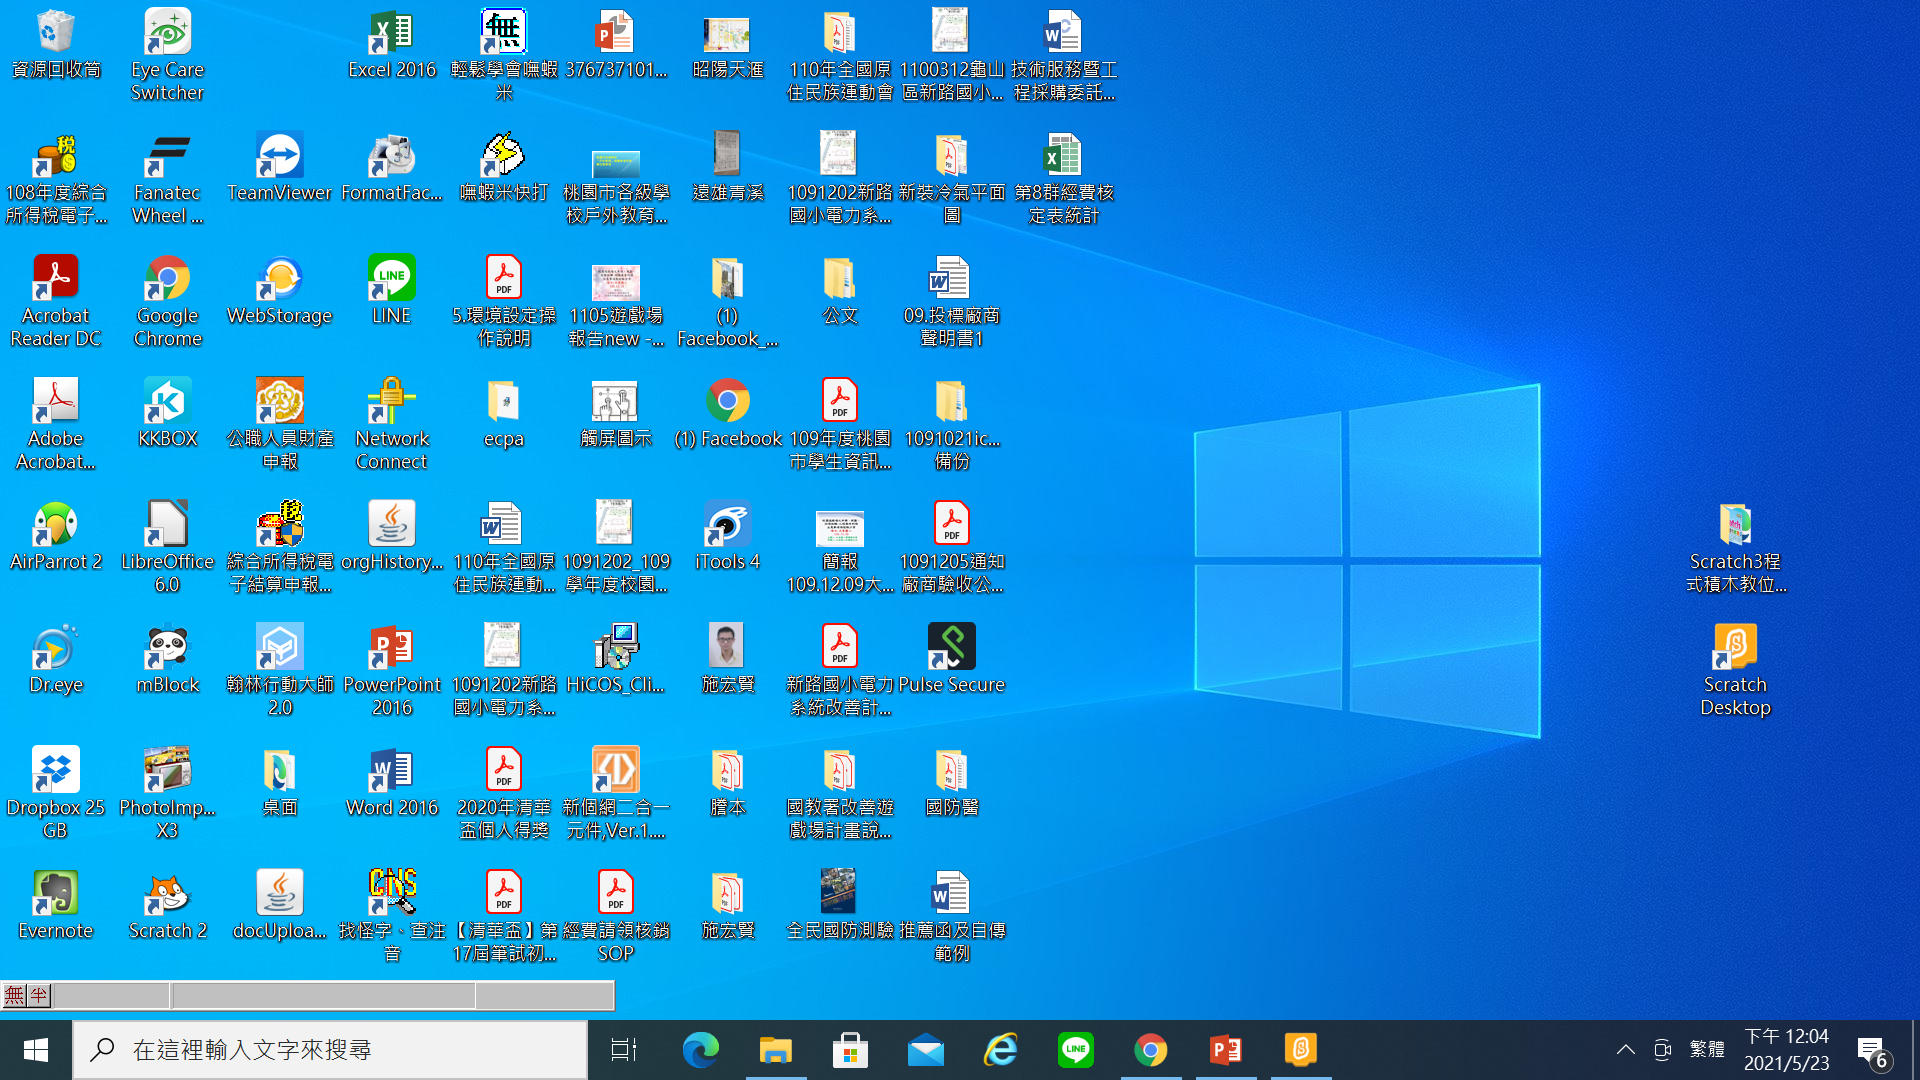 資源回收筒
Eye Care
Switcher
Excel 2016
輕鬆學會嘸蝦
米
376737101...
昭陽天滙
110年全國原
住民族運動會
1100312龜山
區新路國小...
技術服務暨工
程採購委託...
108年度綜合
所得稅電子...
Fanatec
Wheel ...
TeamViewer
FormatFac...
嘸蝦米快打
桃園市各級學
校戶外教育...
遠雄青溪
1091202新路
國小電力系...
新裝冷氣平面
圖
第8群經費核
定表統計
Acrobat
Reader DC
Google
Chrome
WebStorage
LINE
5.環境設定操
作說明
1105遊戲場
報告new -...
(1)
Facebook_...
公文
09.投標廠商
聲明書1
Adobe
Acrobat...
KKBOX
公職人員財產
申報
Network
Connect
ecpa
觸屏圖示
(1) Facebook
109年度桃園
市學生資訊...
1091021ic...
備份
AirParrot 2
LibreOffice
6.0
綜合所得稅電
子結算申報...
orgHistory...
110年全國原
住民族運動...
1091202_109
學年度校園...
iTools 4
簡報
109.12.09大...
1091205通知
廠商驗收公...
Scratch3程
式積木教位...
Dr.eye
mBlock
翰林行動大師
2.0
PowerPoint
2016
1091202新路
國小電力系...
HiCOS_Cli...
施宏賢
新路國小電力
系統改善計...
Pulse Secure
Scratch
Desktop
Dropbox 25
GB
PhotoImp...
X3
桌面
Word 2016
2020年清華
盃個人得獎
新個網二合一
元件,Ver.1....
謄本
國教署改善遊
戲場計畫說...
國防醫
Evernote
Scratch 2
docUploa...
找怪字、查注
音
【清華盃】第
17屆筆試初...
經費請領核銷
SOP
施宏賢
全民國防測驗
推薦函及自傳
範例
無半
在這裡輸入文字來搜尋
繁體
下午 12:04
2021/5/23
6